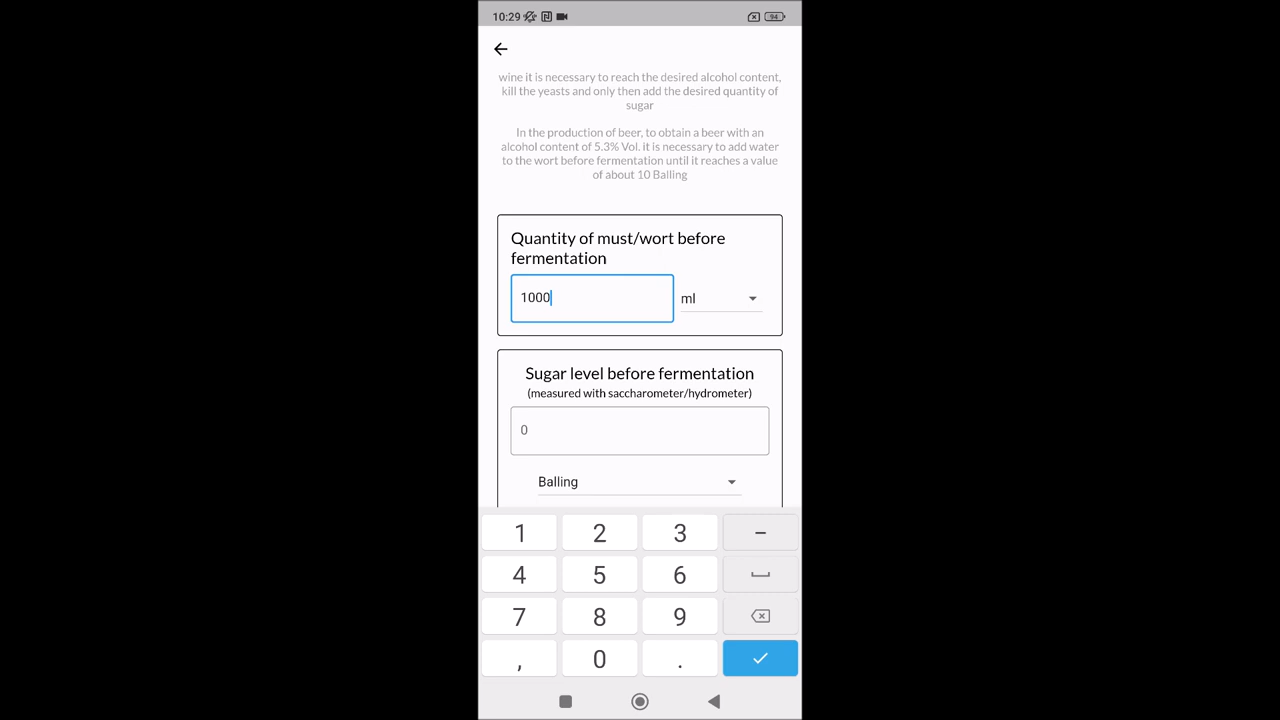 10:29
94
wine it is necessary to reach the desired alcohol content,
kill the yeasts and only then add the desired quantity of
sugar
In the production of beer, to obtain a beer with an
alcohol content of 5.3% Vol. it is necessary to add water
to the wort before fermentation until it reaches a value
of about 10 Balling
Quantity of must/wort before
fermentation
1000 ml
Sugar level before fermentation
(measured with saccharometer/hydrometer)
0
Balling
1 2 3 –
4 5 6
7 8 9
, 0 .